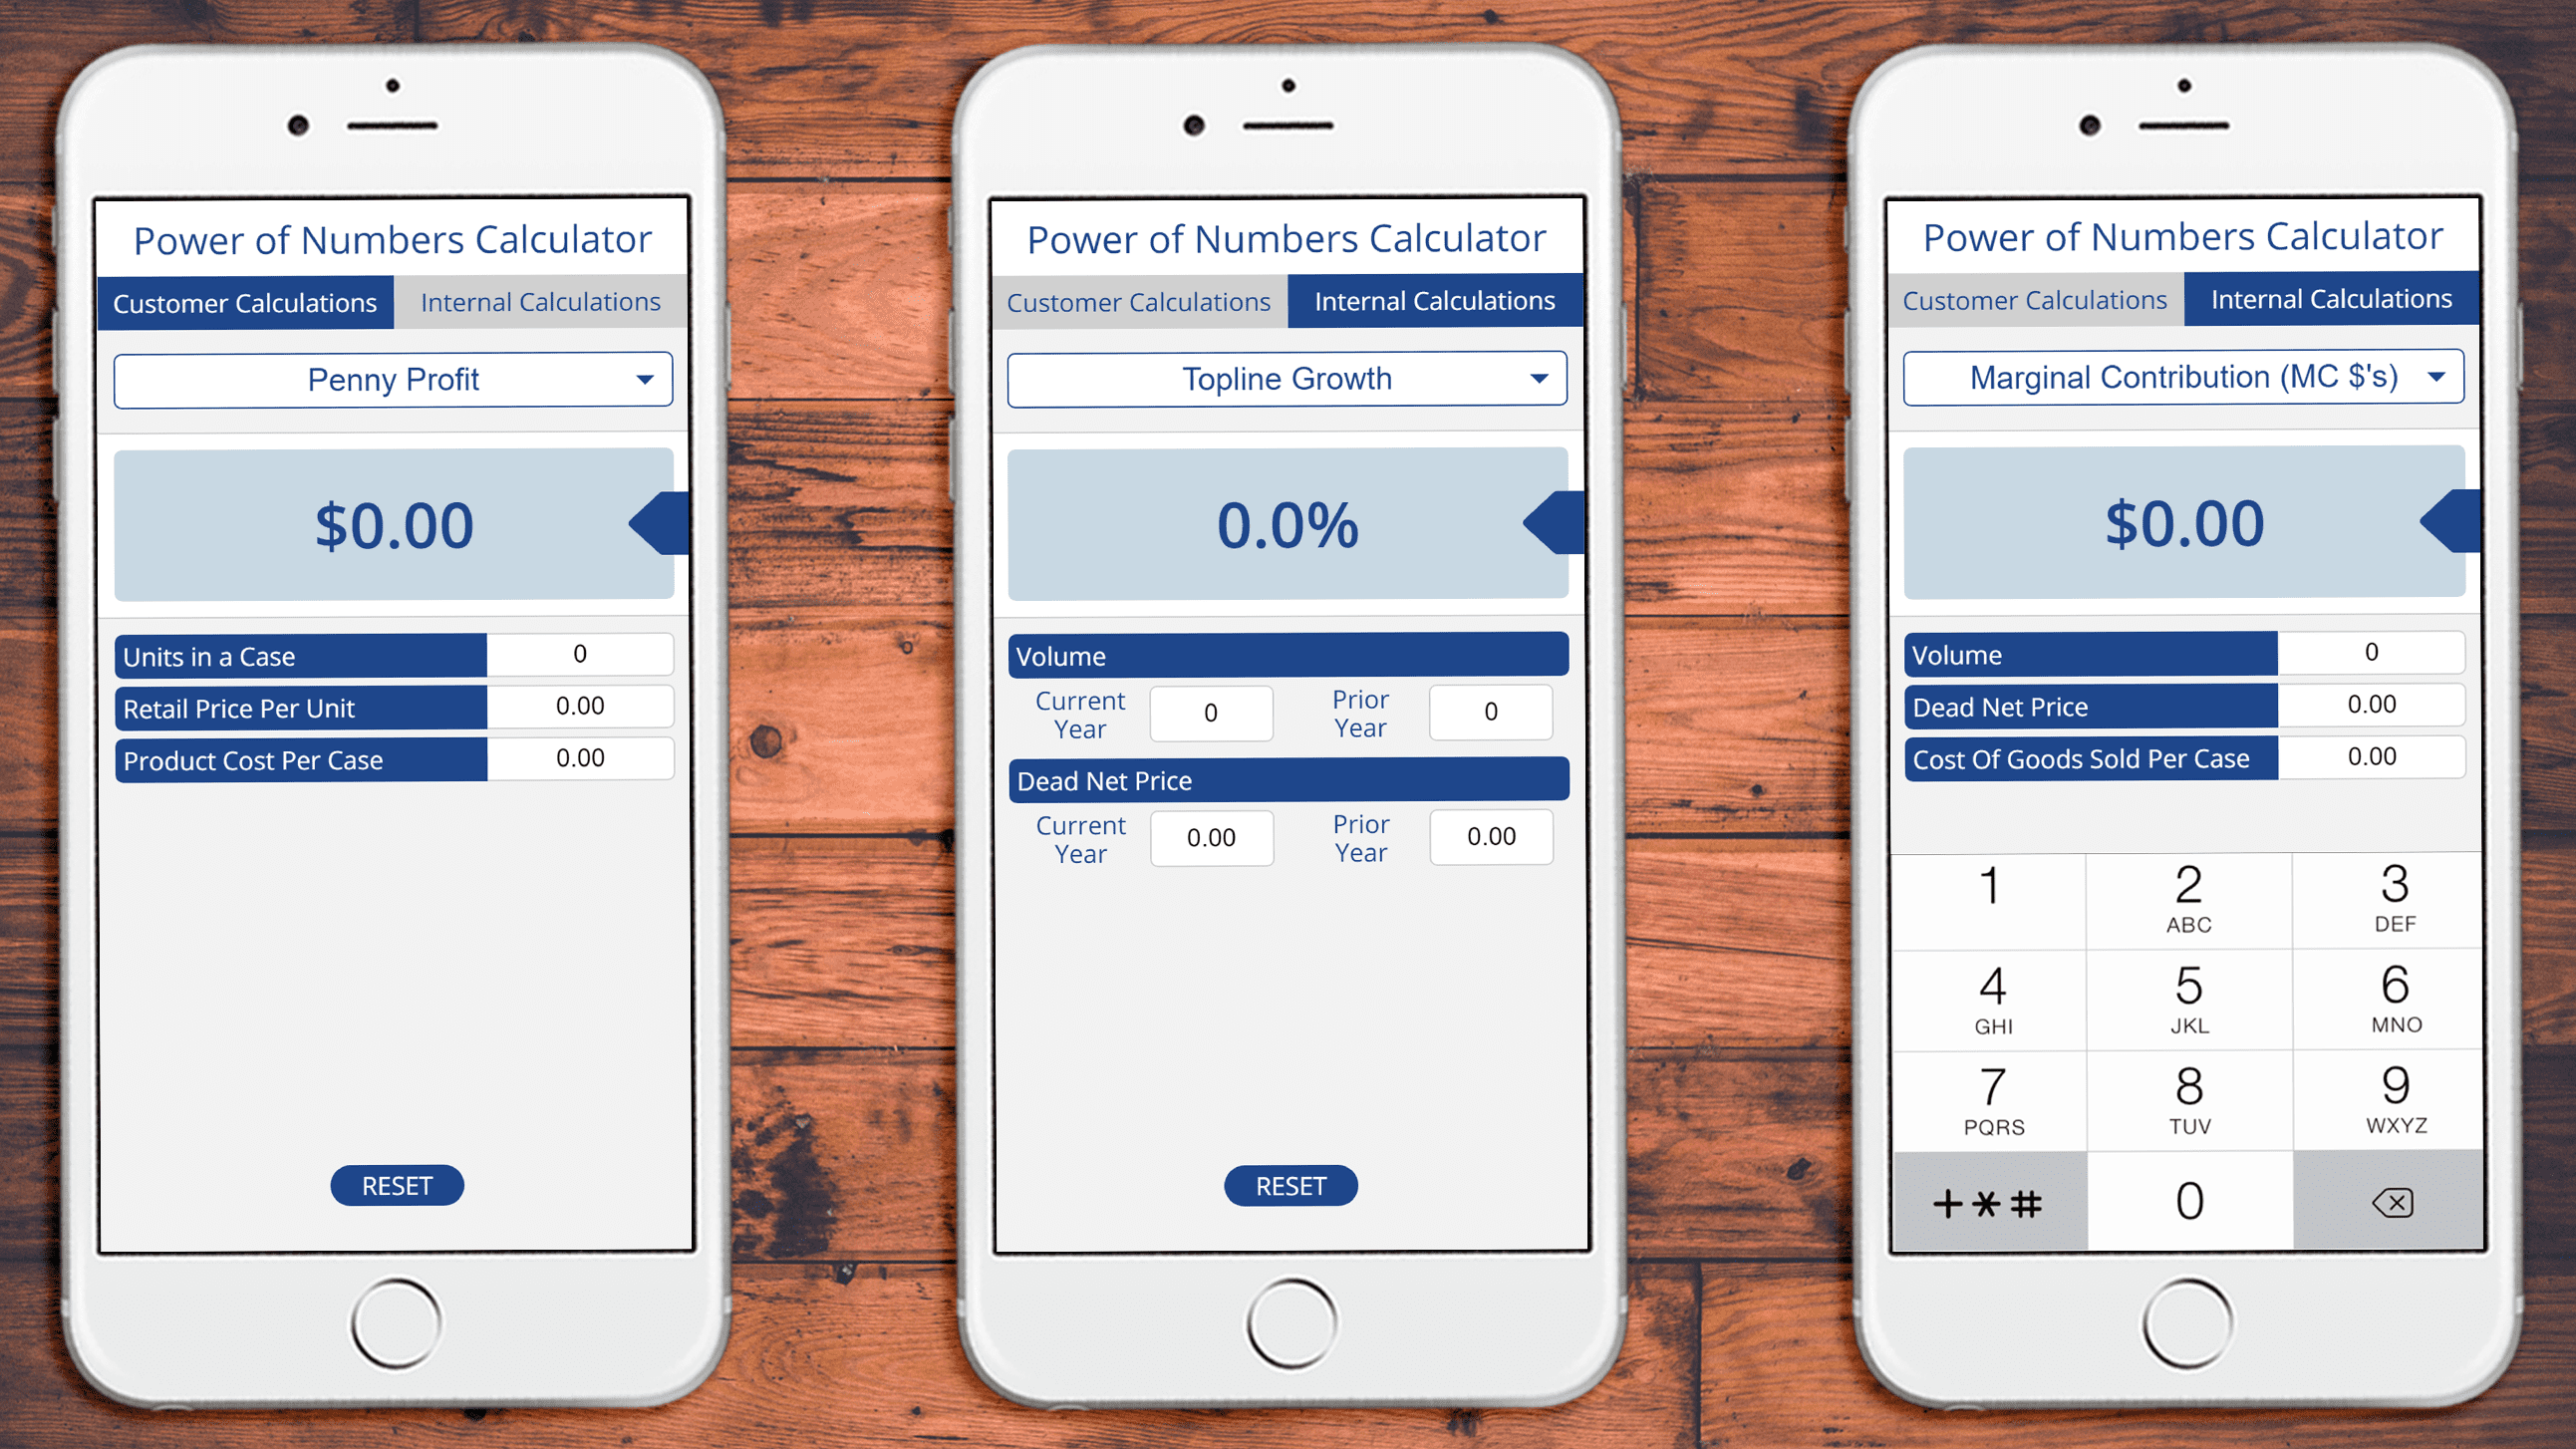 Power of Numbers Calculator
Customer Calculations Internal Calculations
Penny Profit
$0.00
Units in a Case 0
Retail Price Per Unit 0.00
Product Cost Per Case 0.00
RESET
Power of Numbers Calculator
Customer Calculations Internal Calculations
Topline Growth
0.0%
Volume
Current Year 0 Prior Year 0
Dead Net Price
Current Year 0.00 Prior Year 0.00
RESET
Power of Numbers Calculator
Customer Calculations Internal Calculations
Marginal Contribution (MC $'s)
$0.00
Volume 0
Dead Net Price 0.00
Cost Of Goods Sold Per Case 0.00
1 2 3
ABC DEF
4 5 6
GHI JKL MNO
7 8 9
PQRS TUV WXYZ
+*# 0